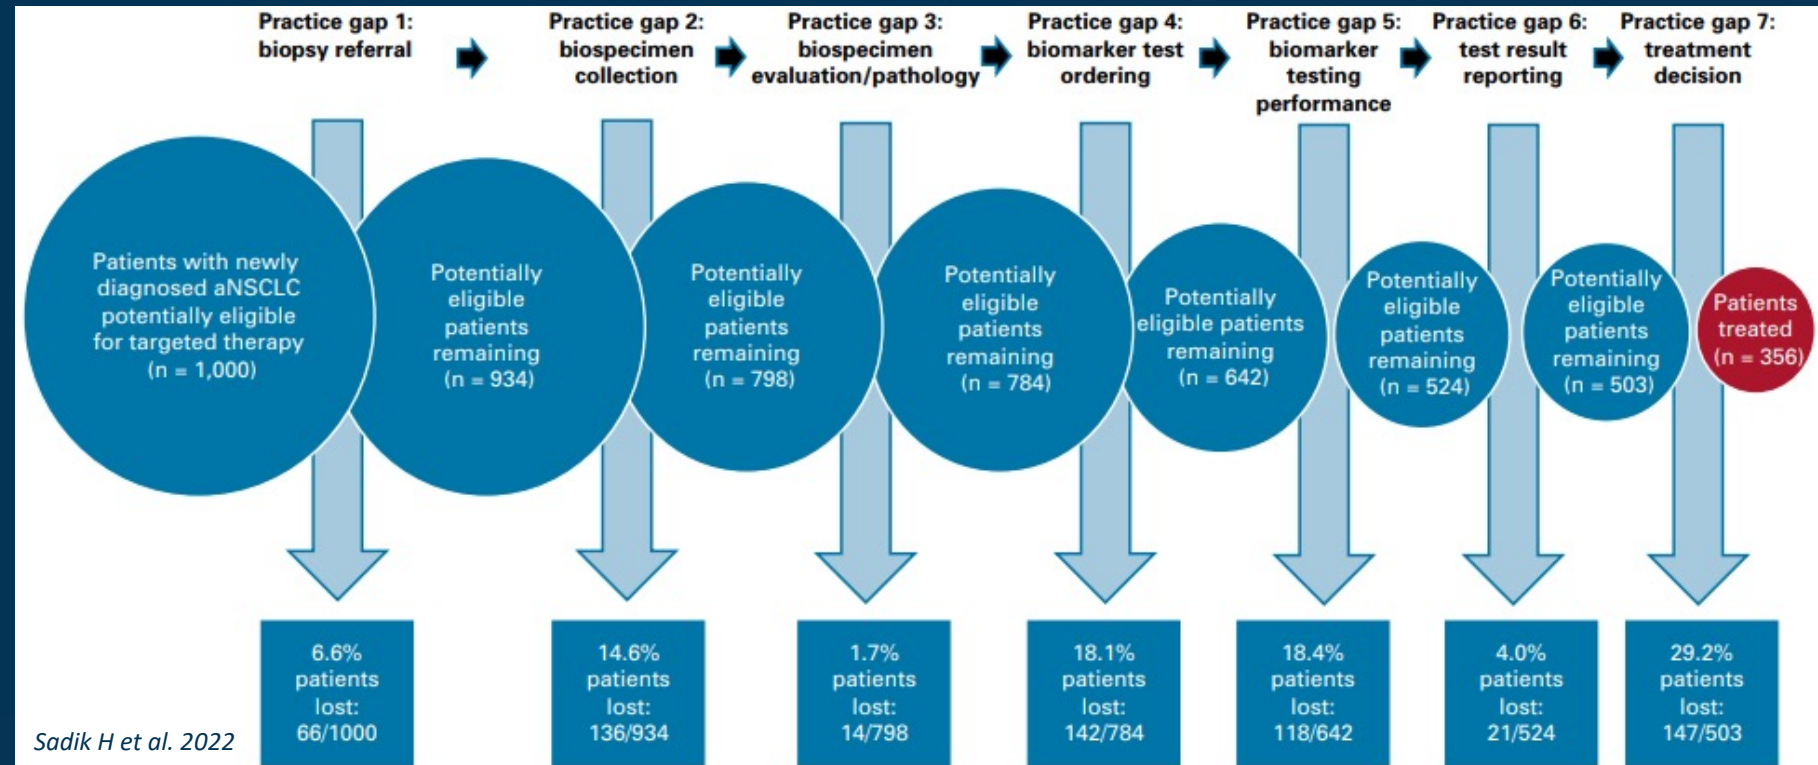 Practice gap 1:
biopsy referral
Practice gap 2:
biospecimen
collection
Practice gap 3:
biospecimen
evaluation/pathology
Practice gap 4:
biomarker test
ordering
Practice gap 5:
biomarker
testing
performance
Practice gap 6:
test result
reporting
Practice gap 7:
treatment
decision
Patients with newly
diagnosed aNSCLC
potentially eligible
for targeted therapy
(n = 1,000)
Potentially
eligible
patients
remaining
(n = 934)
Potentially
eligible
patients
remaining
(n = 798)
Potentially
eligible
patients
remaining
(n = 784)
Potentially
eligible patients
remaining
(n = 642)
Potentially
eligible
patients
remaining
(n = 524)
Potentially
eligible
patients
remaining
(n = 503)
Patients
treated
(n = 356)
6.6%
patients
lost:
66/1000
14.6%
patients
lost:
136/934
1.7%
patients
lost:
14/798
18.1%
patients
lost:
142/784
18.4%
patients
lost:
118/642
4.0%
patients
lost:
21/524
29.2%
patients
lost:
147/503
Sadik H et al. 2022